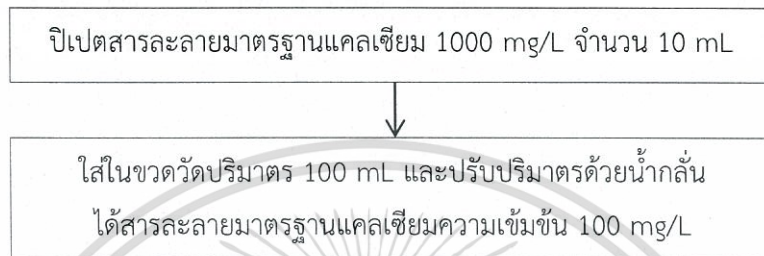 ปิเปตสารละลายมาตรฐานแคลเซียม 1000 mg/L จำนวน 10 mL
ใส่ในขวดวัดปริมาตร 100 mL และปรับปริมาตรด้วยน้ำกลั่น
ได้สารละลายมาตรฐานแคลเซียมความเข้มข้น 100 mg/L